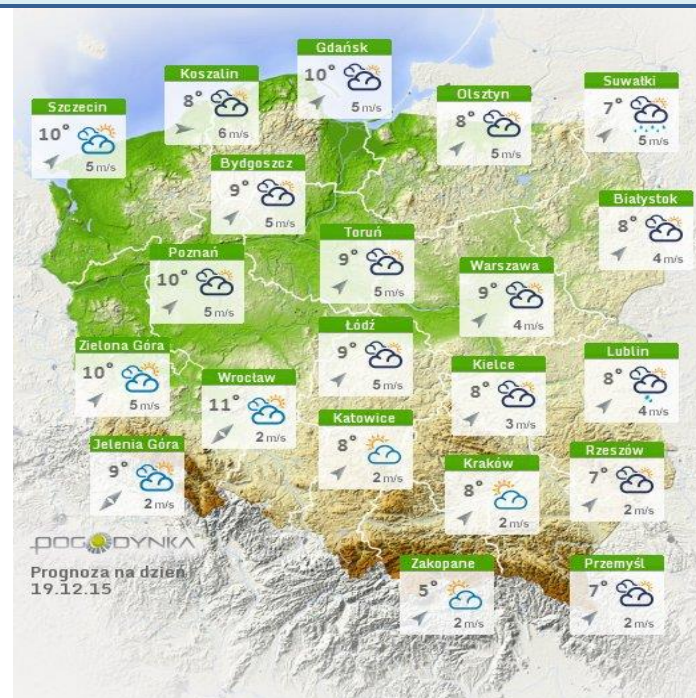 Gdańsk
10°
5 m/s
Koszalin
8°
6 m/s
Olsztyn
8°
5 m/s
Suwałki
7°
5 m/s
Szczecin
10°
5 m/s
Bydgoszcz
9°
5 m/s
Białystok
8°
4 m/s
Toruń
9°
5 m/s
Poznań
10°
5 m/s
Warszawa
9°
4 m/s
Łódź
9°
5 m/s
Zielona Góra
10°
5 m/s
Wrocław
11°
2 m/s
Kielce
8°
3 m/s
Lublin
8°
4 m/s
Katowice
8°
2 m/s
Jelenia Góra
9°
2 m/s
Kraków
8°
2 m/s
Rzeszów
7°
2 m/s
POGODYNKA
Prognoza na dzień
19.12.15
Zakopane
5°
2 m/s
Przemyśl
7°
2 m/s